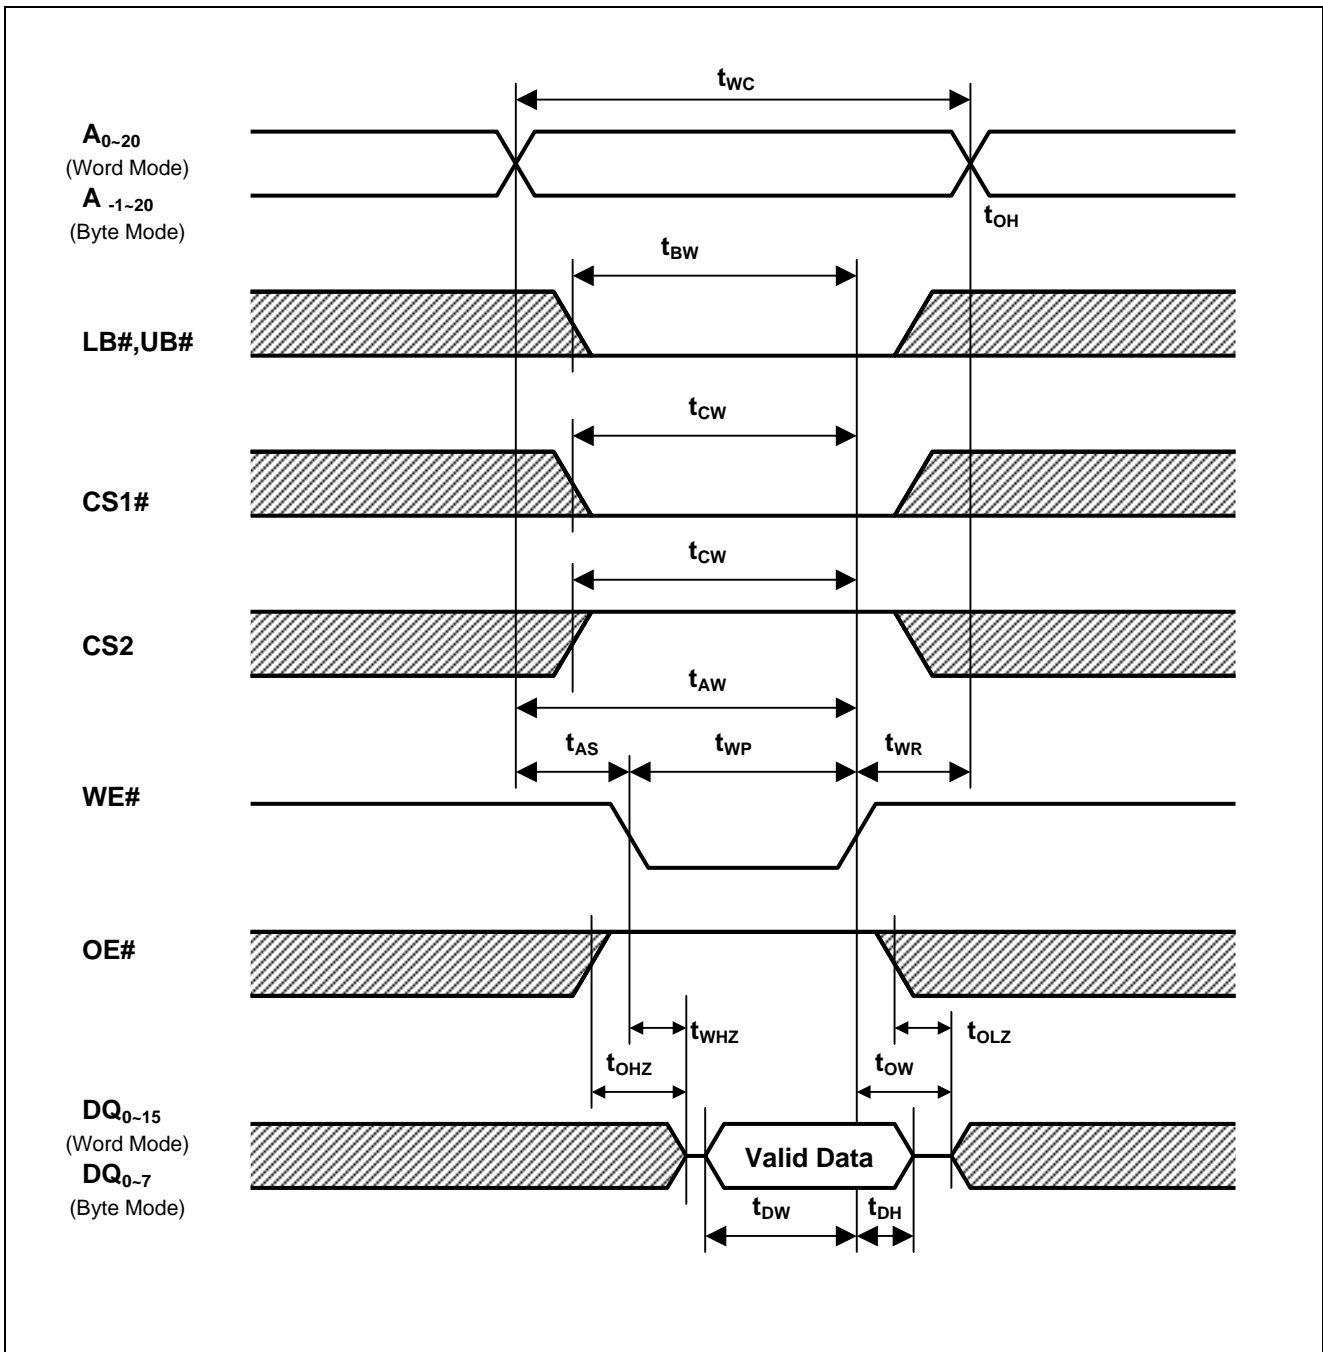 tWC
A0~20
(Word Mode)
A -1~20
(Byte Mode)
tOH
tBW
LB#,UB#
tCW
CS1#
tCW
CS2
tAW
tAS
tWP
tWR
WE#
OE#
tWHZ
tOLZ
tOHZ
tOW
DQ0~15
(Word Mode)
DQ0~7
(Byte Mode)
Valid Data
tDW
tDH